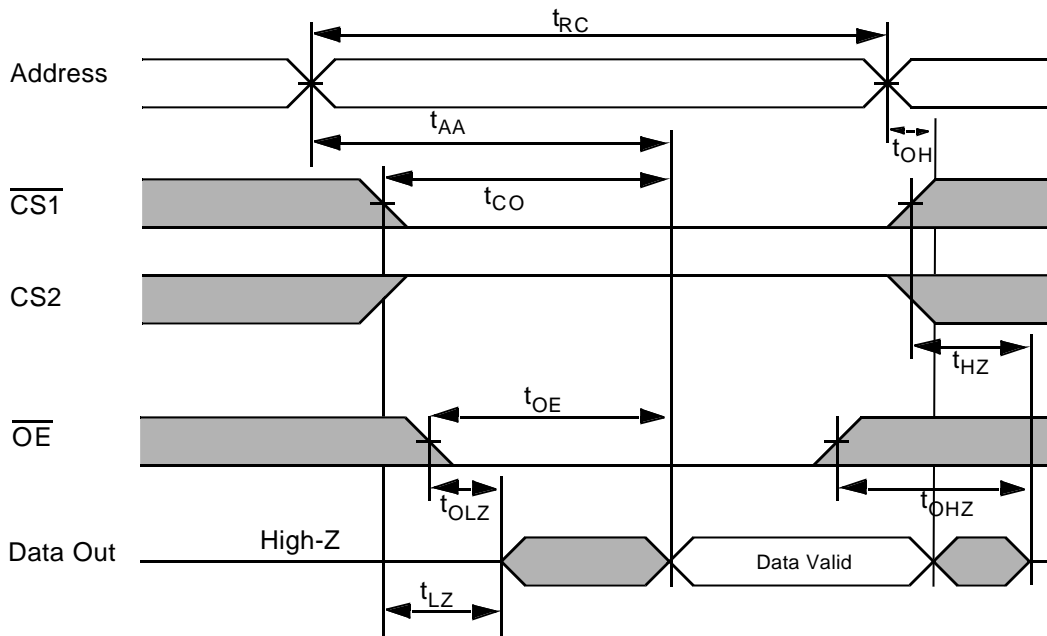 tRC
Address
tAA
tOH
CS1
tCO
CS2
tHZ
tOE
OE
tOLZ
tOHZ
High-Z
Data Out
Data Valid
tLZ